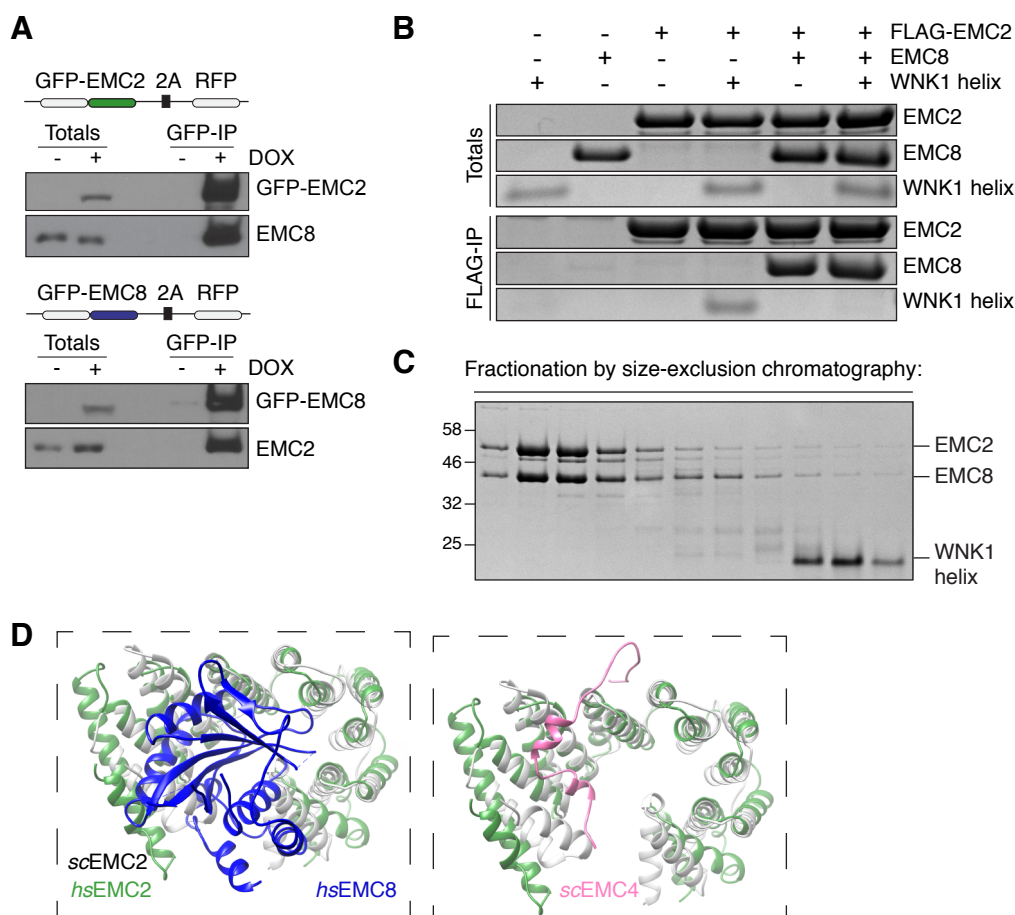 A
GFP-EMC2 2A RFP
Totals GFP-IP
- + - + DOX
GFP-EMC2
EMC8
GFP-EMC8 2A RFP
Totals GFP-IP
- + - + DOX
GFP-EMC8
EMC2
B
- - + + + + FLAG-EMC2
- + - - + + EMC8
+ - - + - + WNK1 helix
Totals
EMC2
EMC8
WNK1 helix
FLAG-IP
EMC2
EMC8
WNK1 helix
C
Fractionation by size-exclusion chromatography:
58
46
32
25
EMC2
EMC8
WNK1
helix
D
scEMC2
hsEMC2 hsEMC8
scEMC4